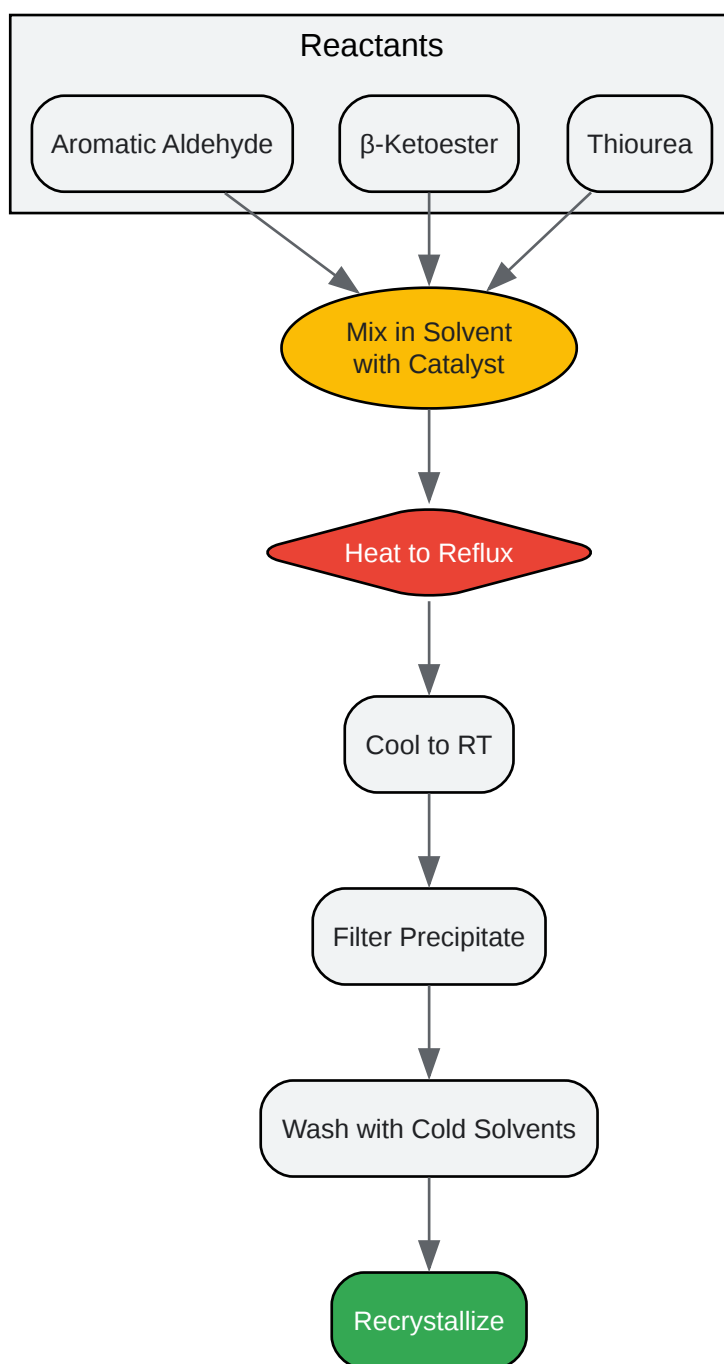 Reactants
Aromatic Aldehyde
β-Ketoester
Thiourea
Mix in Solvent
with Catalyst
Heat to Reflux
Cool to RT
Filter Precipitate
Wash with Cold Solvents
Recrystallize